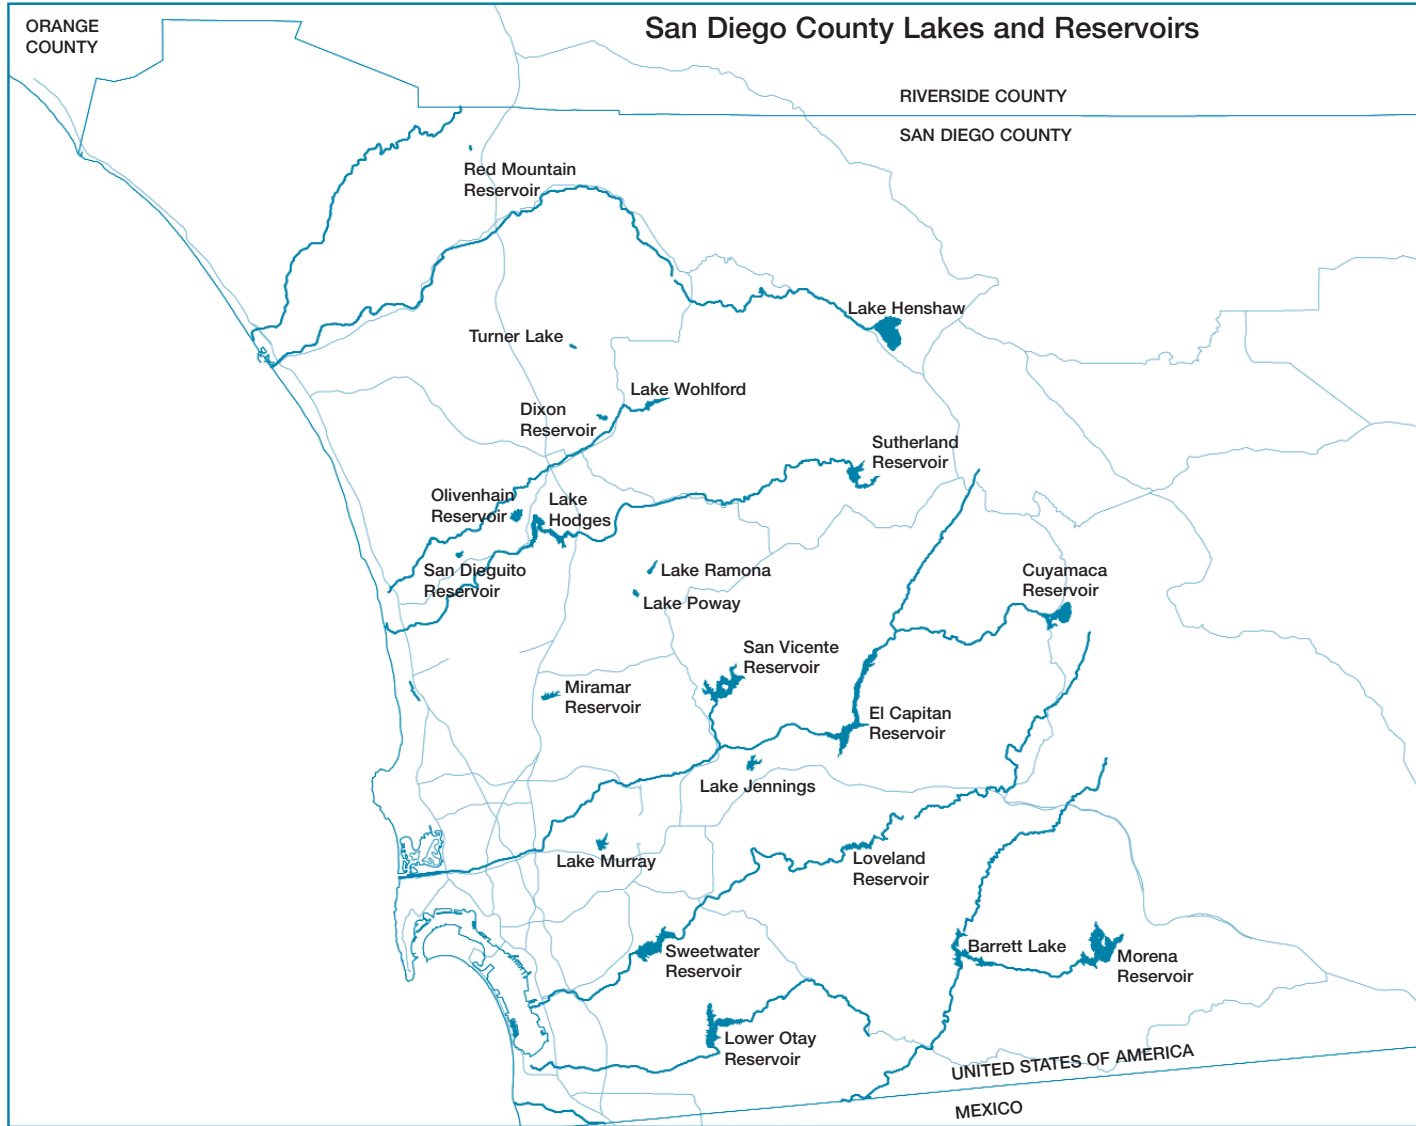 San Diego County Lakes and Reservoirs
ORANGE
COUNTY
RIVERSIDE COUNTY
SAN DIEGO COUNTY
Red Mountain
Reservoir
Lake Henshaw
Turner Lake
Lake Wohlford
Dixon
Reservoir
Sutherland
Reservoir
Olivenhain
Reservoir
Lake
Hodges
San Dieguito
Reservoir
Lake Ramona
Lake Poway
Cuyamaca
Reservoir
San Vicente
Reservoir
Miramar
Reservoir
El Capitan
Reservoir
Lake Jennings
Lake Murray
Loveland
Reservoir
Sweetwater
Reservoir
Barrett Lake
Morena
Reservoir
Lower Otay
Reservoir
UNITED STATES OF AMERICA
MEXICO